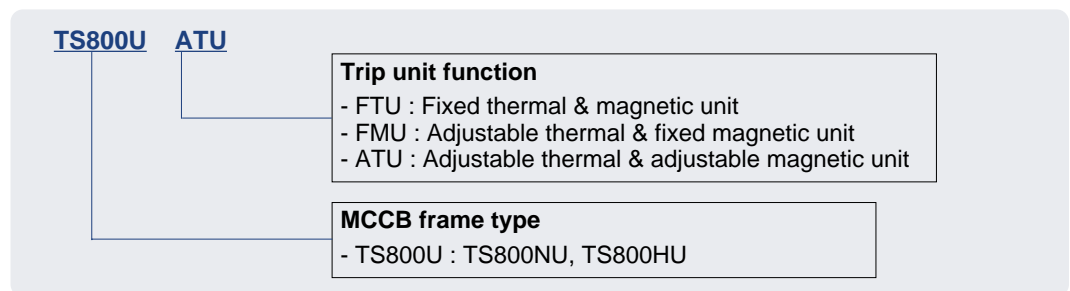 TS800U ATU
Trip unit function
- FTU : Fixed thermal & magnetic unit
- FMU : Adjustable thermal & fixed magnetic unit
- ATU : Adjustable thermal & adjustable magnetic unit
MCCB frame type
- TS800U : TS800NU, TS800HU